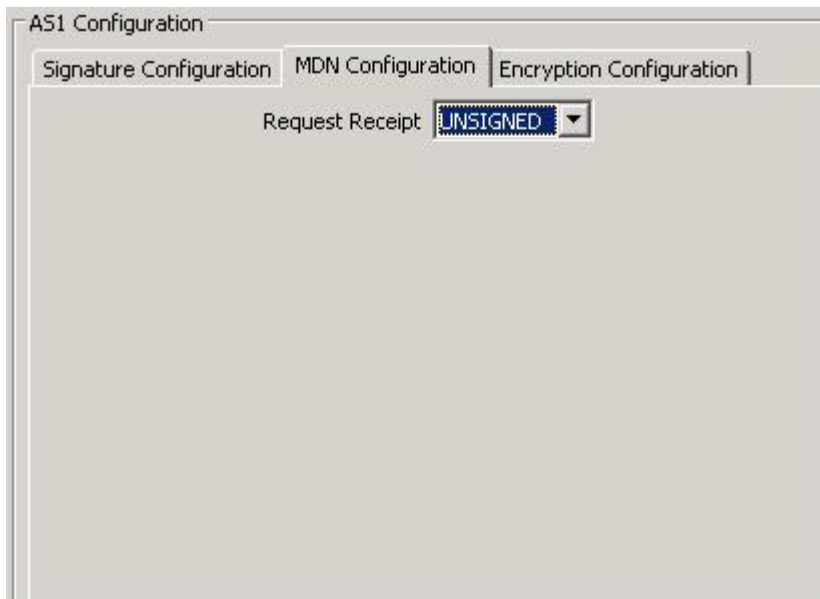 AS1 Configuration
Signature Configuration MDN Configuration Encryption Configuration
Request Receipt UNSIGNED